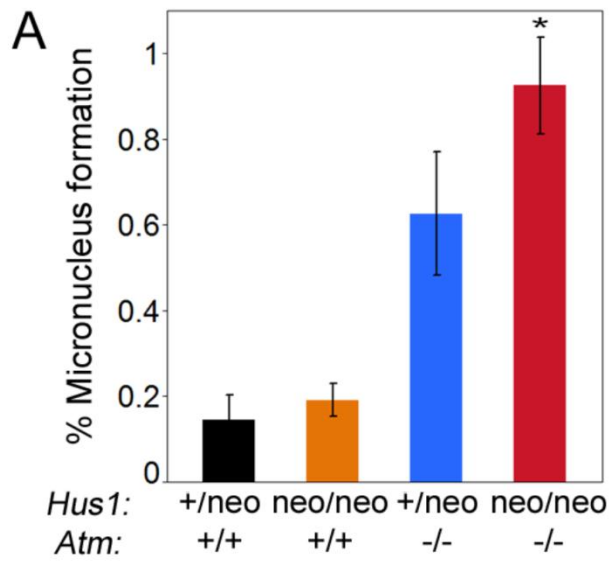 A
*
% Micronucleus formation
1
0.8
0.6
0.4
0.2
0
Hus1: +/neo neo/neo +/neo neo/neo
Atm: +/+ +/+ -/- -/-